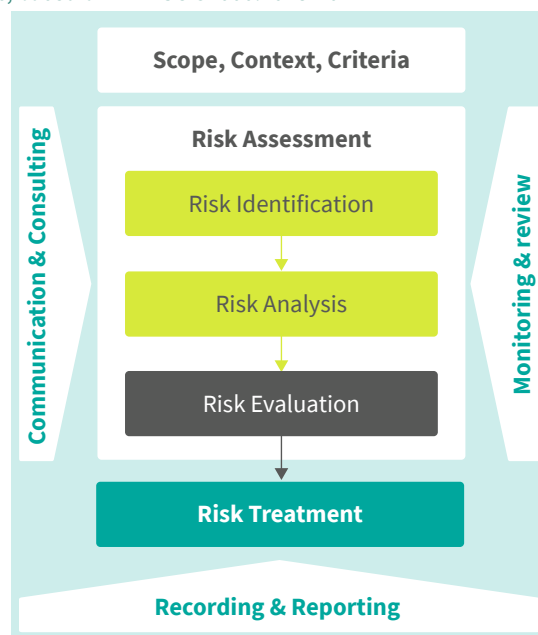 Scope, Context, Criteria
Communication & Consulting
Risk Assessment
Risk Identification
Risk Analysis
Risk Evaluation
Monitoring & review
Risk Treatment
Recording & Reporting